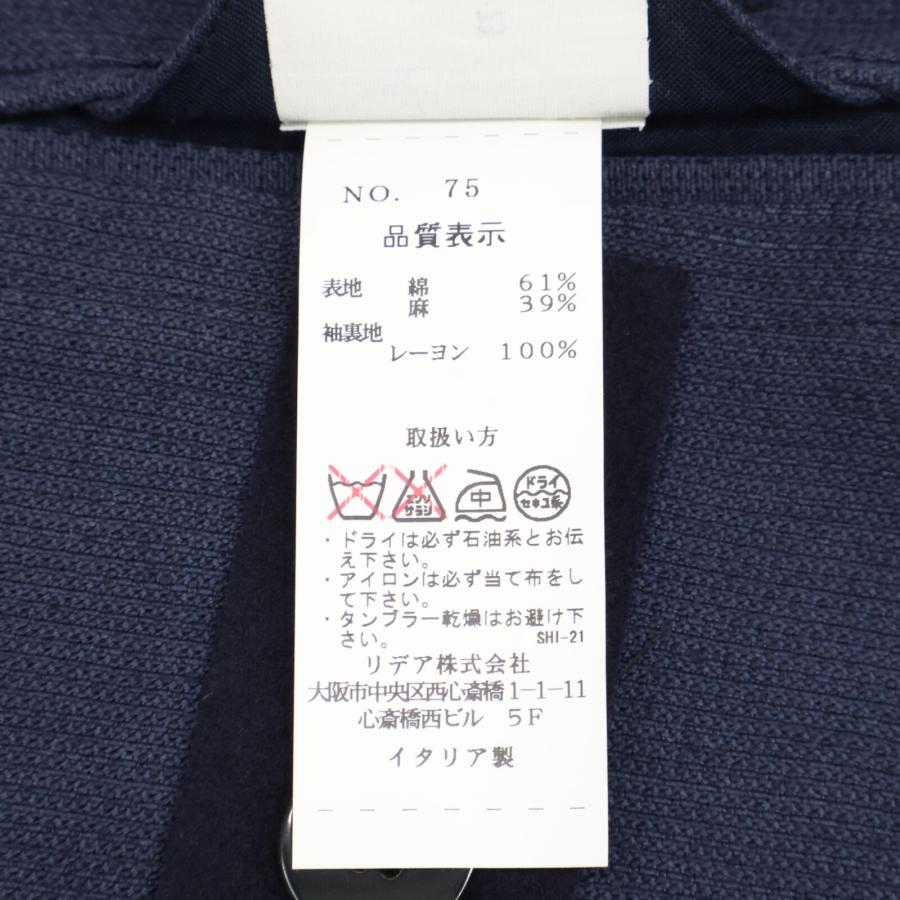 NO. 75
品質表示
表地 綿 61%
麻 39%
袖裏地
レーヨン 100%
取扱い方
エンソ サラシ 中 ドライ セキユ系
・ドライは必ず石油系とお伝
え下さい。
・アイロンは必ず当て布をし
て下さい。
・タンブラー乾燥はお避け下
さい。 SHI-21
リデア株式会社
大阪市中央区西心斎橋1-1-11
心斎橋西ビル 5F
イタリア製